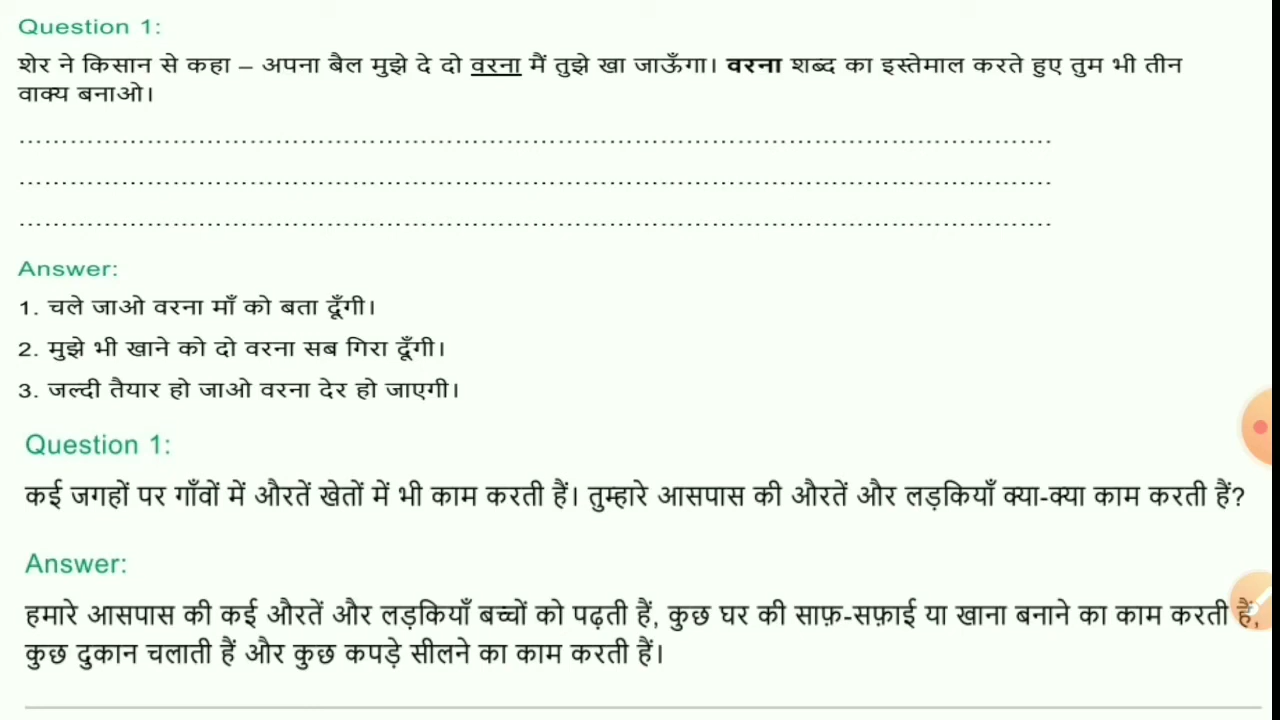 Question 1:
शेर ने किसान से कहा – अपना बैल मुझे दे दो वरना मैं तुझे खा जाऊँगा। वरना शब्द का इस्तेमाल करते हुए तुम भी तीन
वाक्य बनाओ।
....................................................................................................................
....................................................................................................................
....................................................................................................................
Answer:
1. चले जाओ वरना माँ को बता दूँगी।
2. मुझे भी खाने को दो वरना सब गिरा दूँगी।
3. जल्दी तैयार हो जाओ वरना देर हो जाएगी।
Question 1:
कई जगहों पर गाँवों में औरतें खेतों में भी काम करती हैं। तुम्हारे आसपास की औरतें और लड़कियाँ क्या-क्या काम करती हैं?
Answer:
हमारे आसपास की कई औरतें और लड़कियाँ बच्चों को पढ़ती हैं, कुछ घर की साफ़-सफ़ाई या खाना बनाने का काम करती हैं,
कुछ दुकान चलाती हैं और कुछ कपड़े सीलने का काम करती हैं।